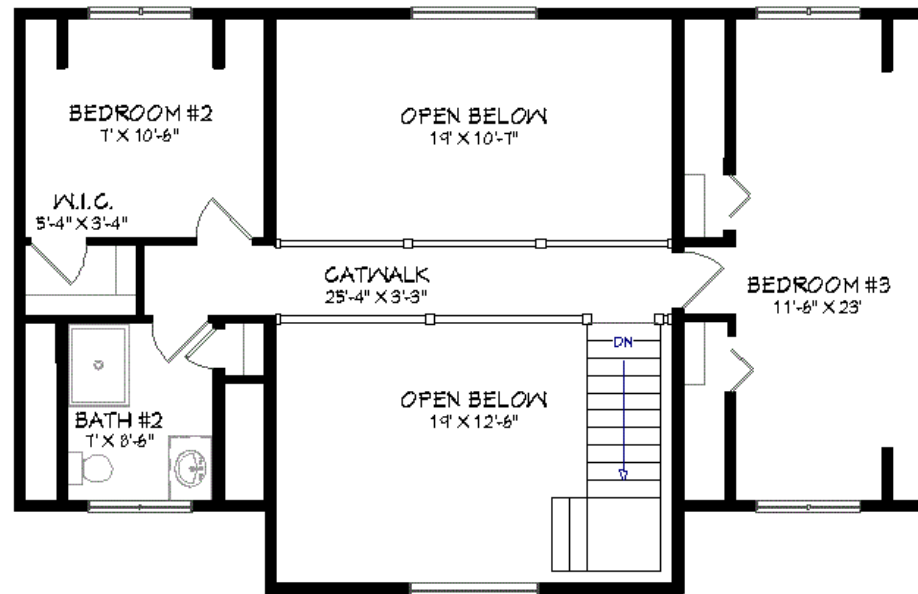 BEDROOM #2
7' X 10'-6"
OPEN BELOW
19' X 10'-7"
W.I.C.
5'-4" X 3'-4"
CATWALK
25'-4" X 3'-3"
BEDROOM #3
11'-6" X 23'
DN
OPEN BELOW
19' X 12'-6"
BATH #2
7' X 8'-6"